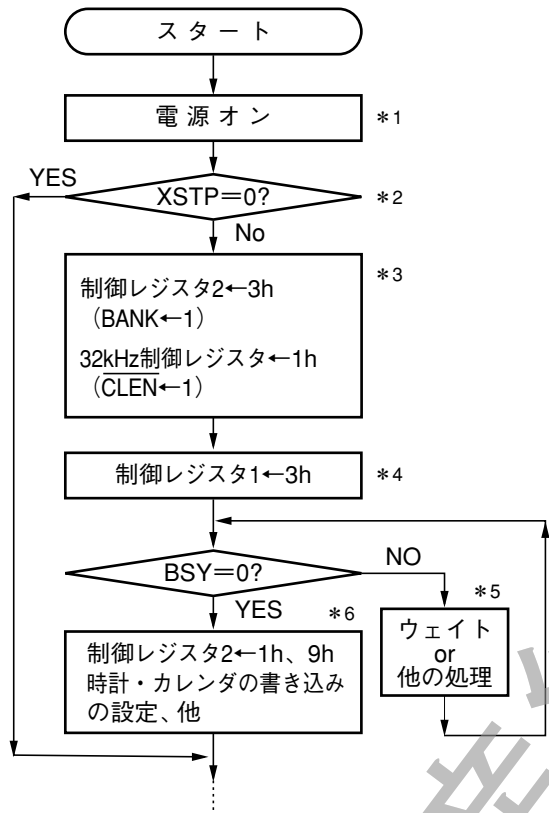 スタート
電源オン
*1
YES
XSTP=0?
*2
No
*3
制御レジスタ2←3h
(BANK←1)
32kHz制御レジスタ←1h
(CLEN←1)
制御レジスタ1←3h
*4
BSY=0?
NO
YES
*6
*5
制御レジスタ2←1h、9h
時計・カレンダの書き込み
の設定、他
ウェイト
or
他の処理